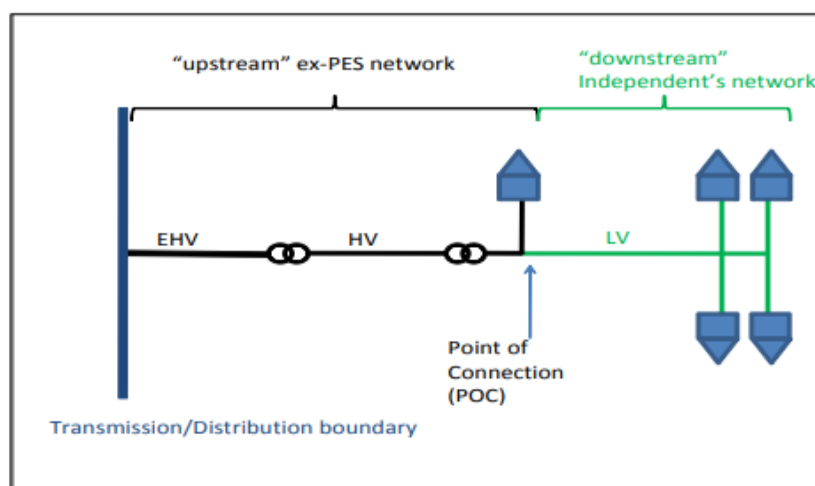 “upstream” ex-PES network
“downstream”
Independent’s network
EHV
HV
LV
Point of
Connection
(POC)
Transmission/Distribution boundary